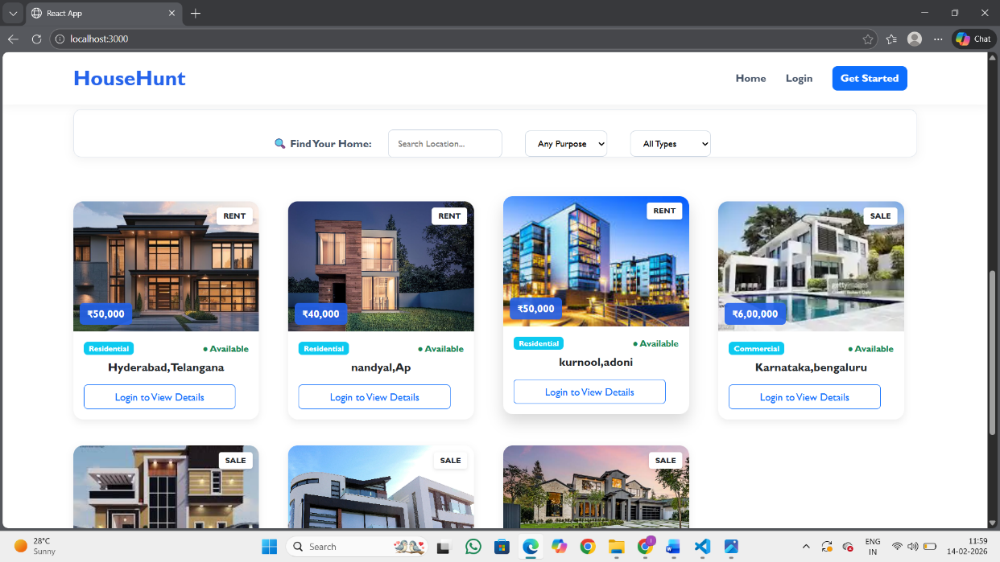 React App
localhost:3000
Chat
HouseHunt
Home
Login
Get Started
Find Your Home:
Search Location...
Any Purpose
All Types
RENT
₹50,000
Residential
● Available
Hyderabad,Telangana
Login to View Details
RENT
₹40,000
Residential
● Available
nandyal,Ap
Login to View Details
RENT
₹50,000
Residential
● Available
kurnool,adoni
Login to View Details
SALE
gettyimages
₹6,00,000
Commercial
● Available
Karnataka,bengaluru
Login to View Details
SALE
SALE
SALE
28°C
Sunny
Search
ENG
IN
11:59
14-02-2026